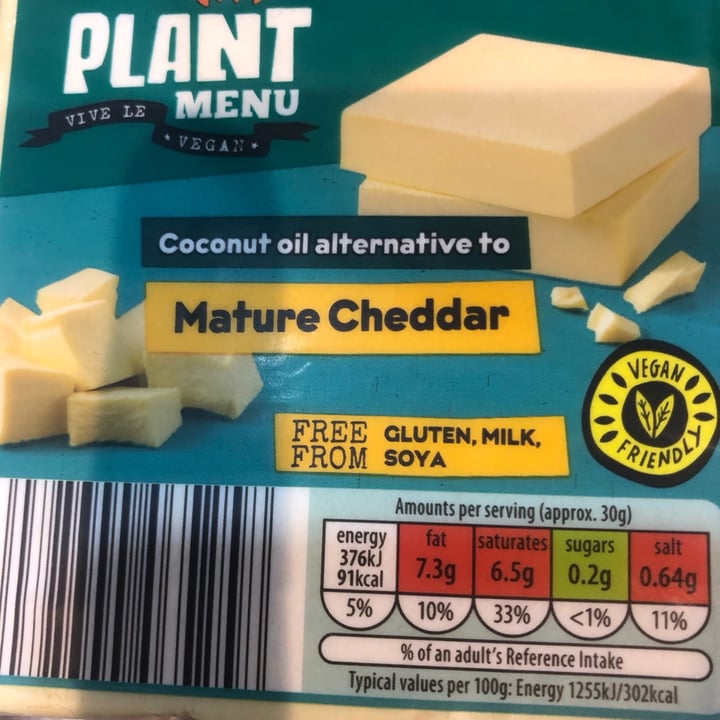 PLANT
MENU
VIVE LE
* VEGAN *
Coconut oil alternative to
Mature Cheddar
FREE FROM
GLUTEN, MILK,
SOYA
VEGAN
FRIENDLY
Amounts per serving (approx. 30g)
energy fat saturates sugars salt
376kJ
91kcal 7.3g 6.5g 0.2g 0.64g
5% 10% 33% <1% 11%
% of an adult's Reference Intake
Typical values per 100g: Energy 1255kJ/302kcal